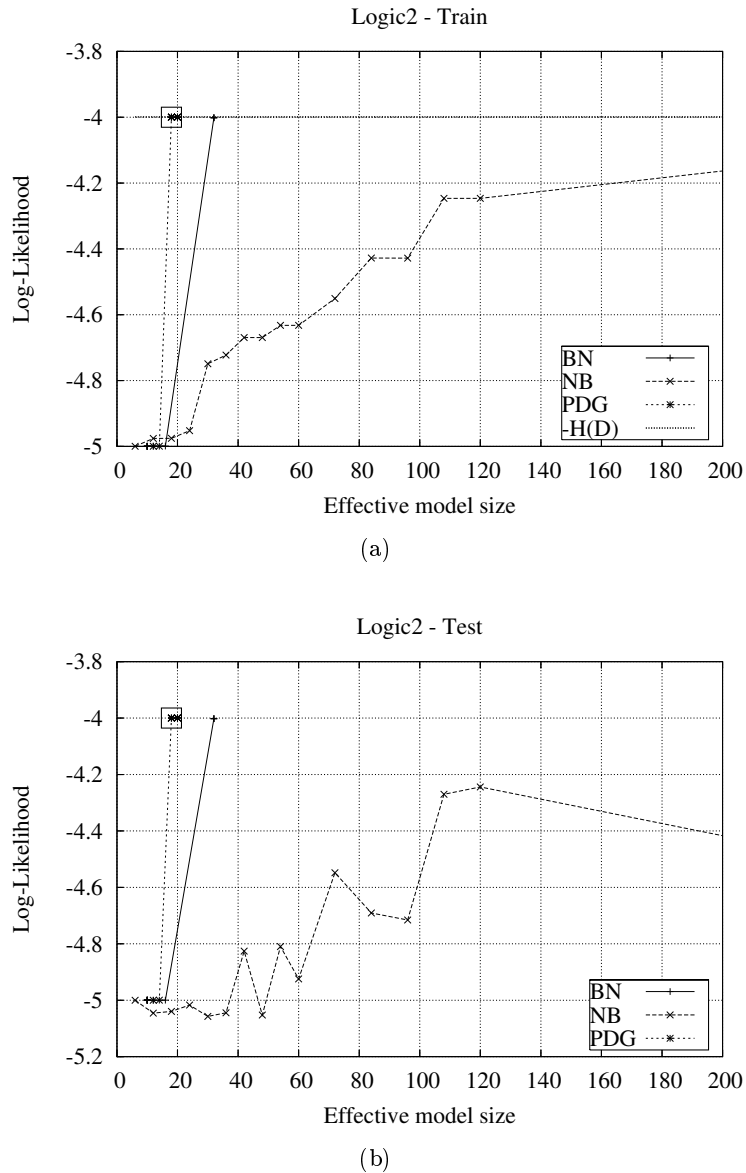 Logic2 - Train
-3.8
-4
-4.2
-4.4
-4.6
-4.8
-5
Log-Likelihood
BN
NB
PDG
-H(D)
0 20 40 60 80 100 120 140 160 180 200
Effective model size
(a)
Logic2 - Test
-3.8
-4
-4.2
-4.4
-4.6
-4.8
-5
-5.2
Log-Likelihood
BN
NB
PDG
0 20 40 60 80 100 120 140 160 180 200
Effective model size
(b)